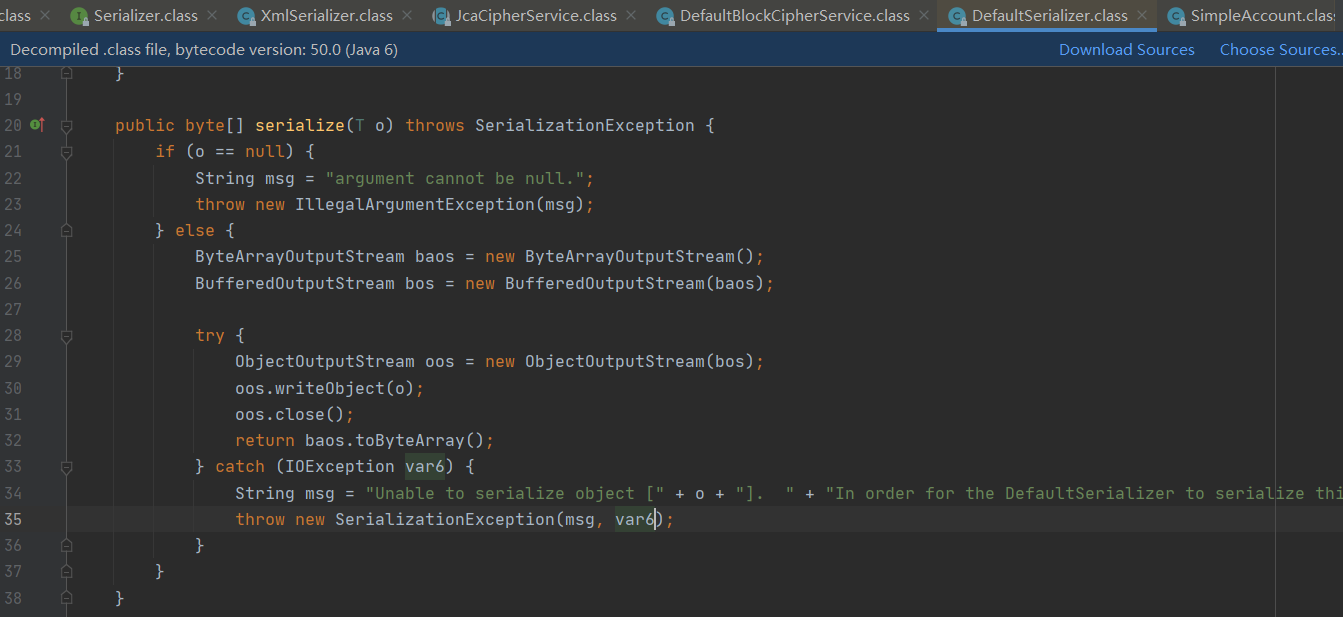 class Serializer.class XmlSerializer.class JcaCipherService.class DefaultBlockCipherService.class DefaultSerializer.class SimpleAccount.clas
Decompiled .class file, bytecode version: 50.0 (Java 6) Download Sources Choose Sources..
18 }
19
20 public byte[] serialize(T o) throws SerializationException {
21 if (o == null) {
22 String msg = "argument cannot be null.";
23 throw new IllegalArgumentException(msg);
24 } else {
25 ByteArrayOutputStream baos = new ByteArrayOutputStream();
26 BufferedOutputStream bos = new BufferedOutputStream(baos);
27
28 try {
29 ObjectOutputStream oos = new ObjectOutputStream(bos);
30 oos.writeObject(o);
31 oos.close();
32 return baos.toByteArray();
33 } catch (IOException var6) {
34 String msg = "Unable to serialize object [" + o + "].  " + "In order for the DefaultSerializer to serialize thi
35 throw new SerializationException(msg, var6);
36 }
37 }
38 }